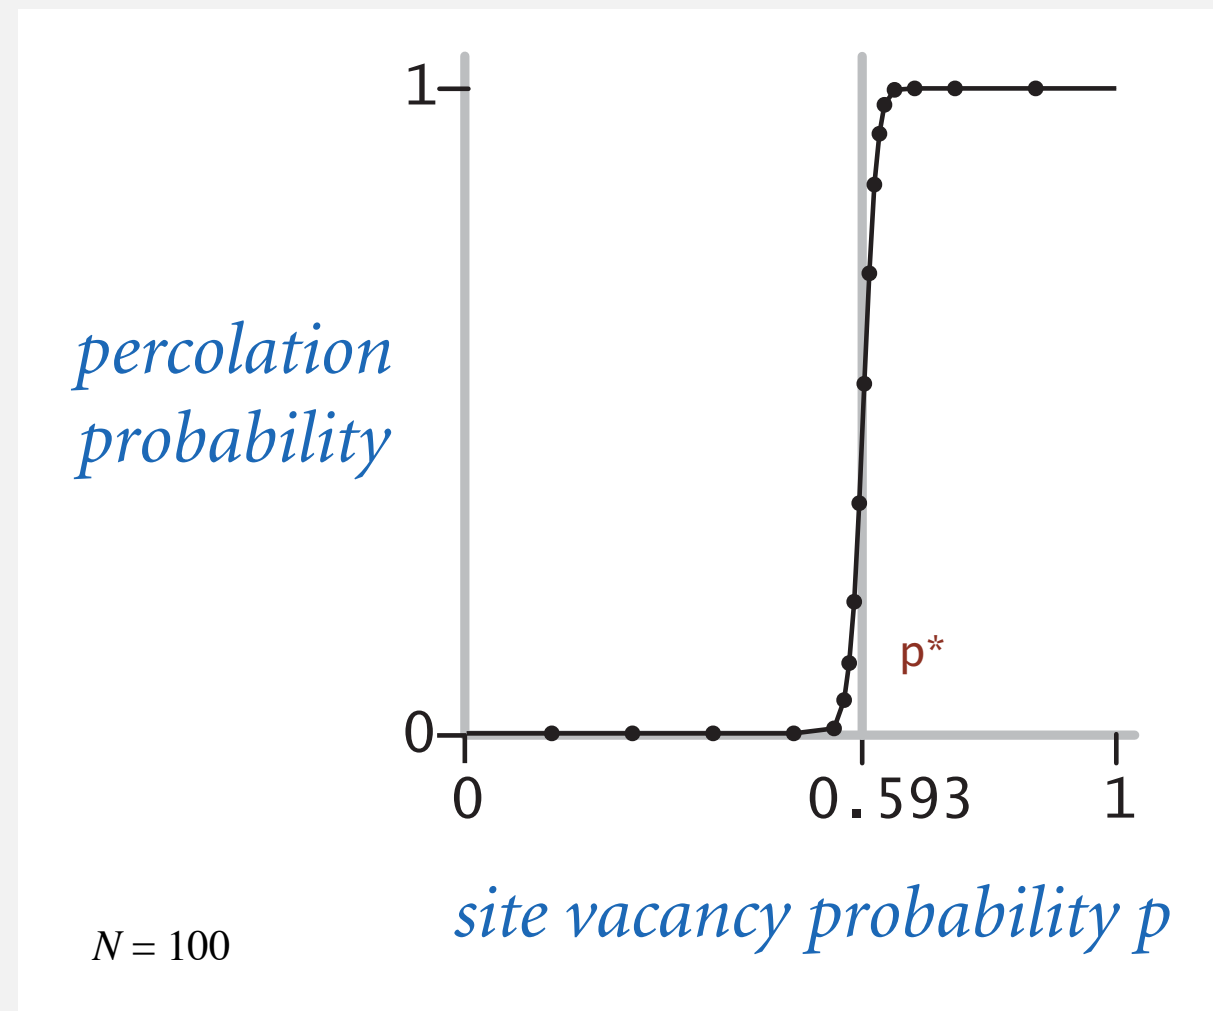 1
percolation
probability
p*
0
0 0.593 1
site vacancy probability p
N = 100